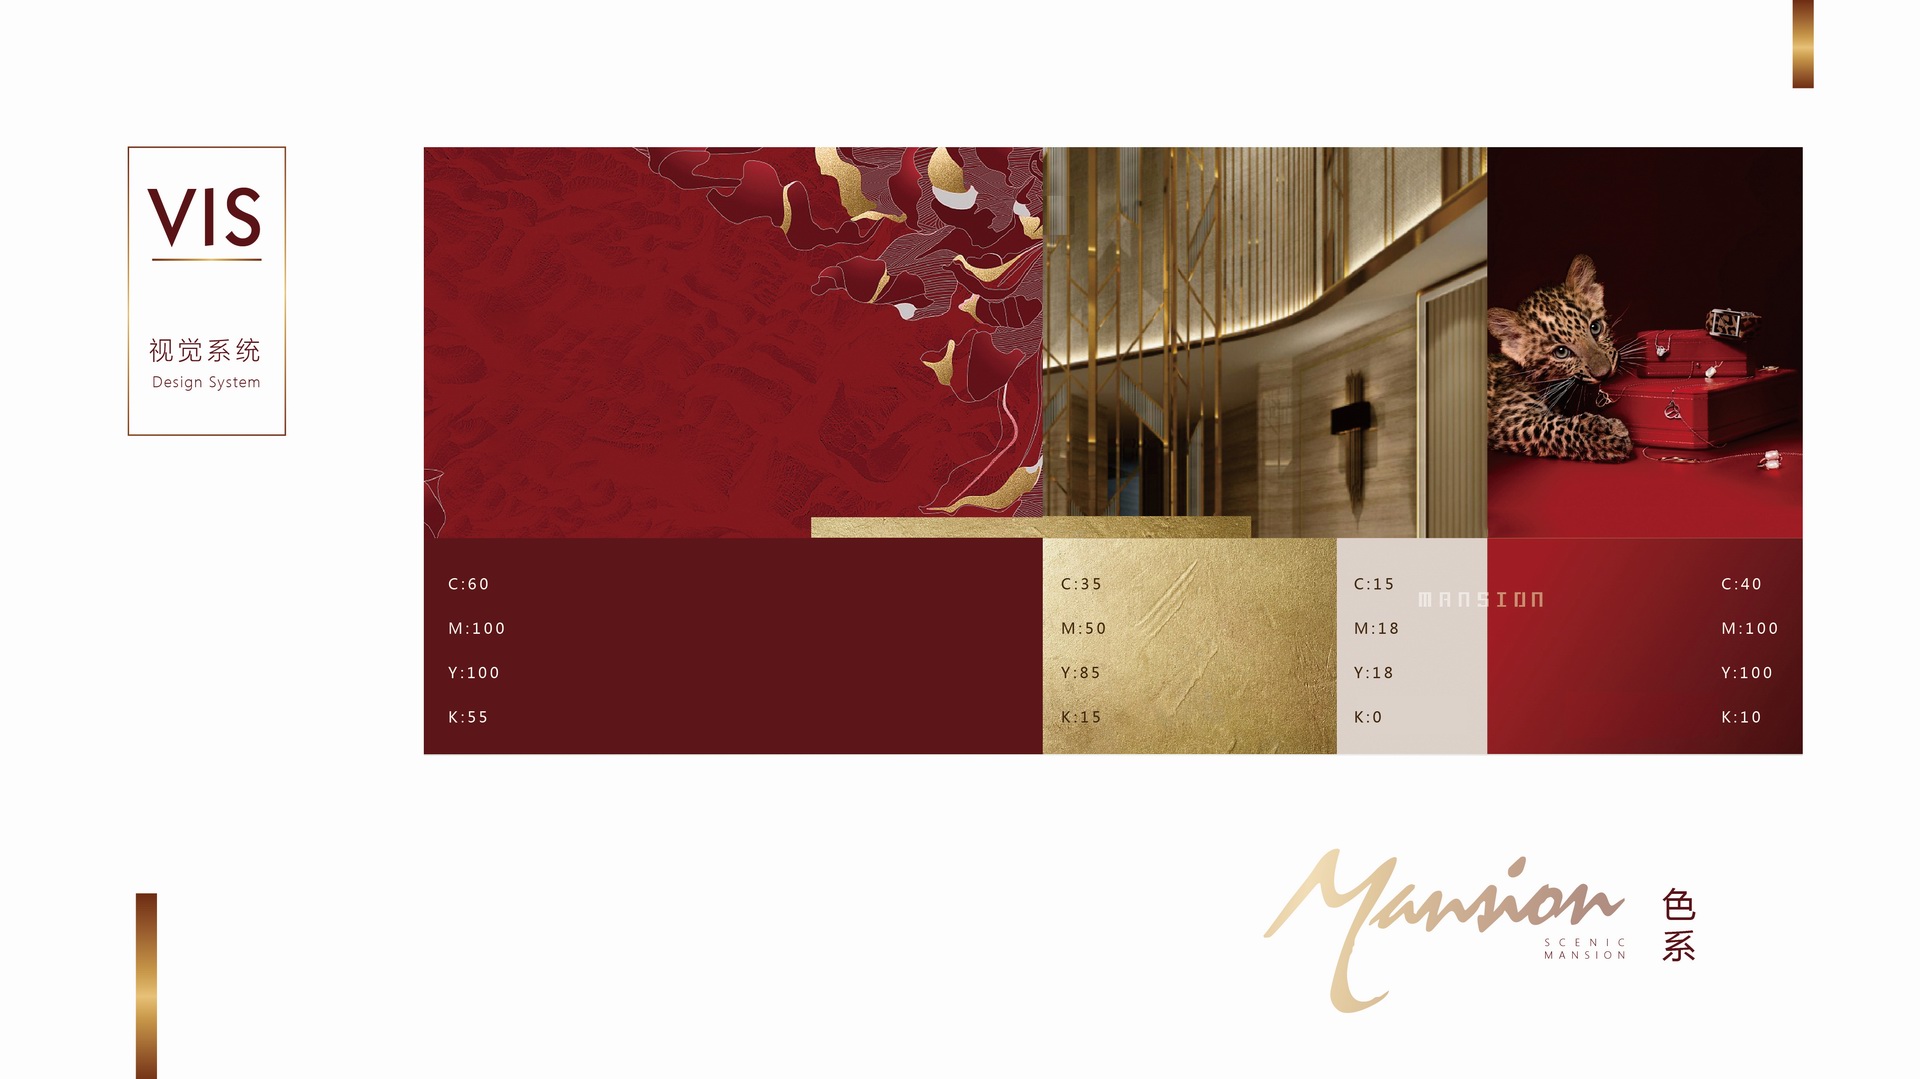 VIS
视觉系统
Design System
C:60
M:100
Y:100
K:55
C:35
M:50
Y:85
K:15
C:15
M:18
Y:18
K:0
MANSION
C:40
M:100
Y:100
K:10
Mansion
SCENIC
MANSION
色
系